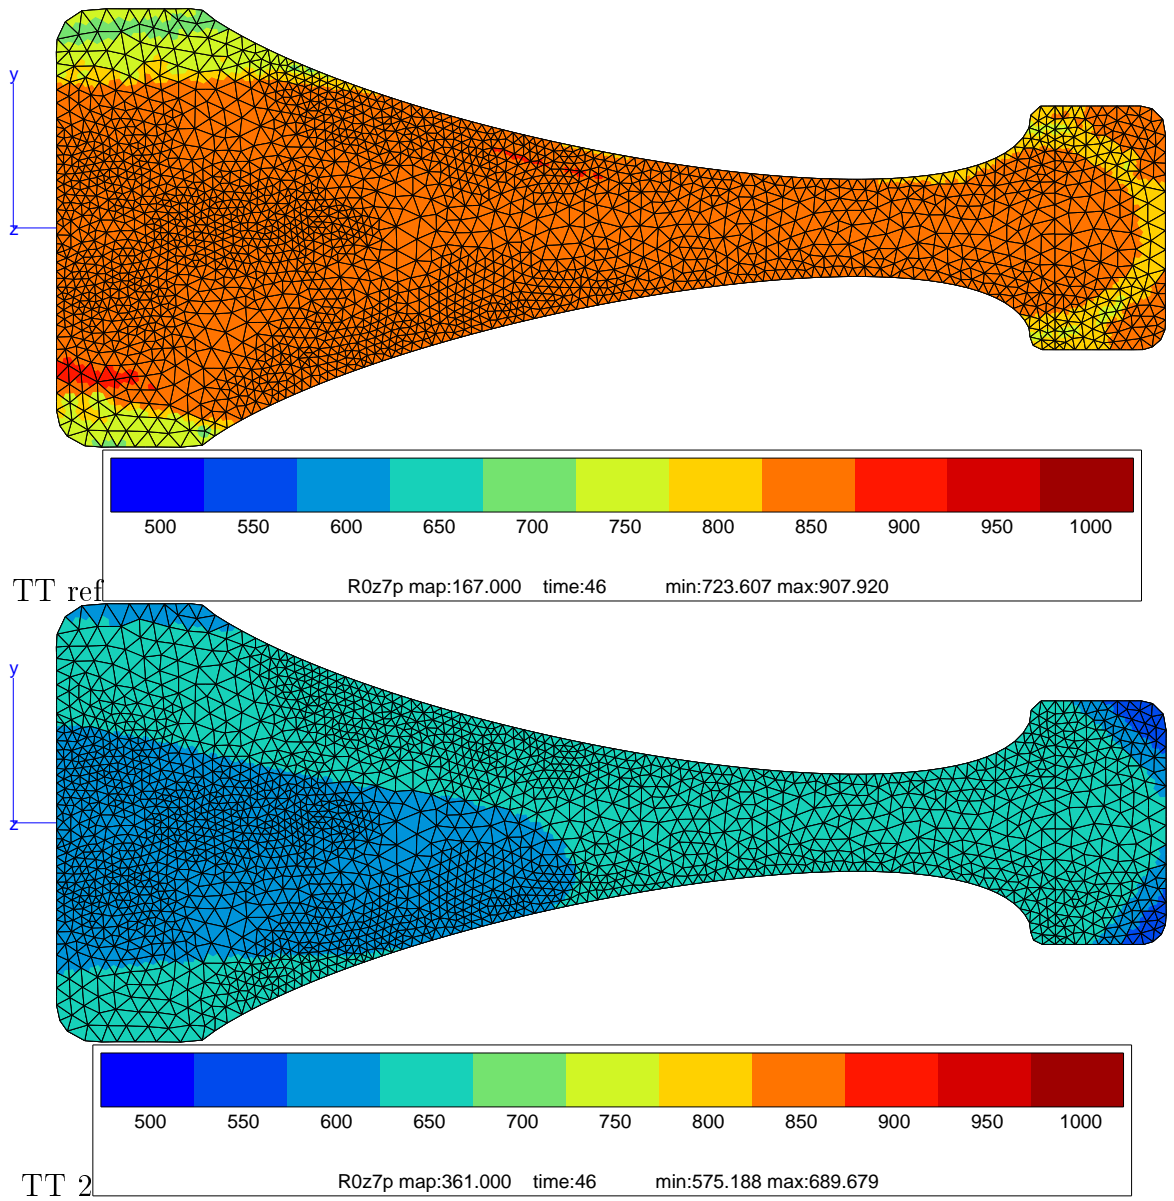 y
z
500 550 600 650 700 750 800 850 900 950 1000
TT ref
R0z7p map:167.000 time:46 min:723.607 max:907.920
y
z
500 550 600 650 700 750 800 850 900 950 1000
TT 2
R0z7p map:361.000 time:46 min:575.188 max:689.679